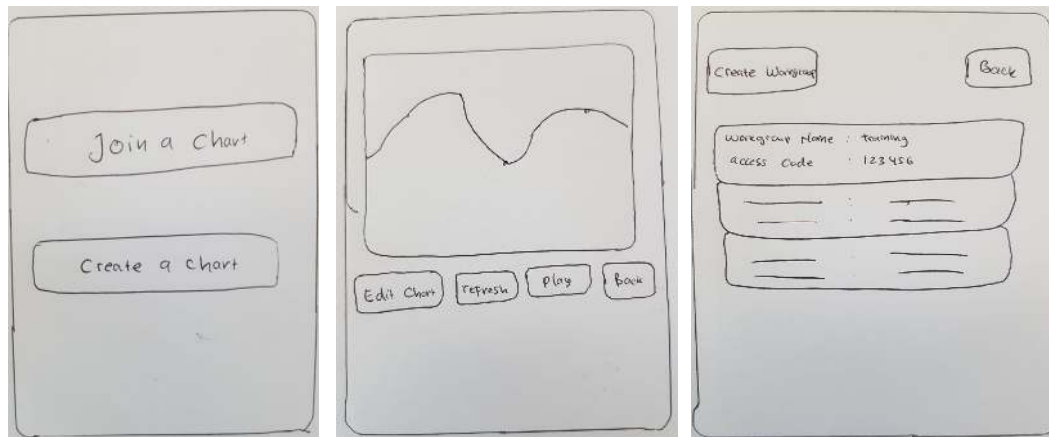 Join a Chart
Create a Chart
Edit Chart refresh Play Back
Create Workgroup Back
Workgroup Name : training
access Code : 123456